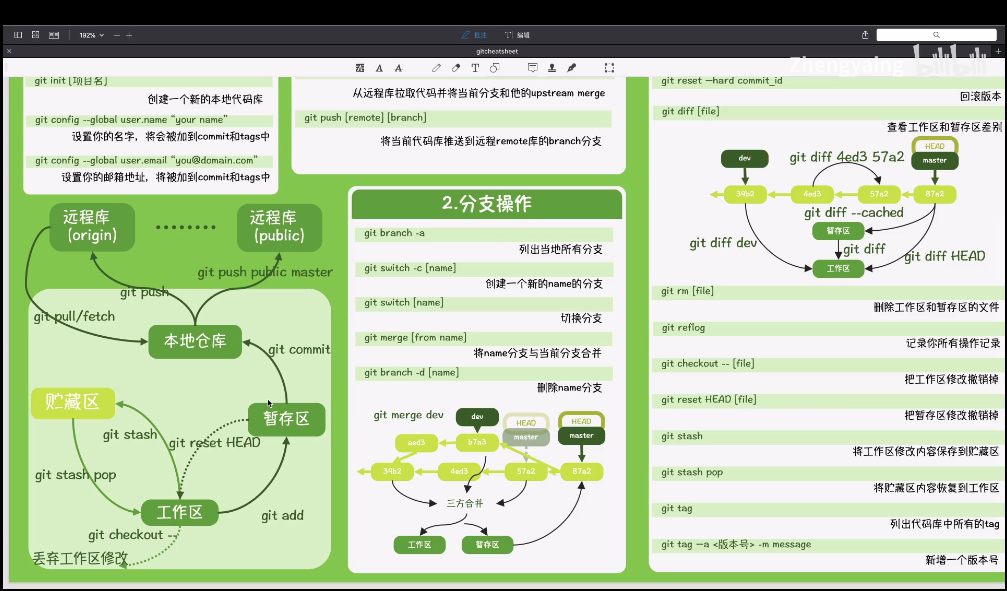 192%
批注
编辑
gitcheatsheet
Zhengyaing
bilibili
git init [项目名]
创建一个新的本地代码库
git config --global user.name “your name”
设置你的名字，将会被加到commit和tags中
git config --global user.email “you@domain.com”
设置你的邮箱地址，将被加到commit和tags中
从远程库拉取代码并将当前分支和他的upstream merge
git push [remote] [branch]
将当前代码库推送到远程remote库的branch分支
远程库
(origin)
远程库
(public)
git push public master
git push
git pull/fetch
本地仓库
git commit
贮藏区
暂存区
git stash
git reset HEAD
git stash pop
工作区
git add
git checkout --
丢弃工作区修改
2.分支操作
git branch -a
列出当地所有分支
git switch -c [name]
创建一个新的name的分支
git switch [name]
切换分支
git merge [from name]
将name分支与当前分支合并
git branch -d [name]
删除name分支
git merge dev
dev
HEAD
master
HEAD
master
aed3
b7a3
39b2
4ed3
57a2
87a2
三方合并
工作区
暂存区
git reset —hard commit_id
回滚版本
git diff [file]
查看工作区和暂存区差别
HEAD
dev
git diff 4ed3 57a2
master
39b2
4ed3
57a2
87a2
git diff --cached
暂存区
git diff dev
git diff
git diff HEAD
工作区
git rm [file]
删除工作区和暂存区的文件
git reflog
记录你所有操作记录
git checkout -- [file]
把工作区修改撤销掉
git reset HEAD [file]
把暂存区修改撤销掉
git stash
将工作区修改内容保存到贮藏区
git stash pop
将贮藏区内容恢复到工作区
git tag
列出代码库中所有的tag
git tag —a <版本号> -m message
新增一个版本号